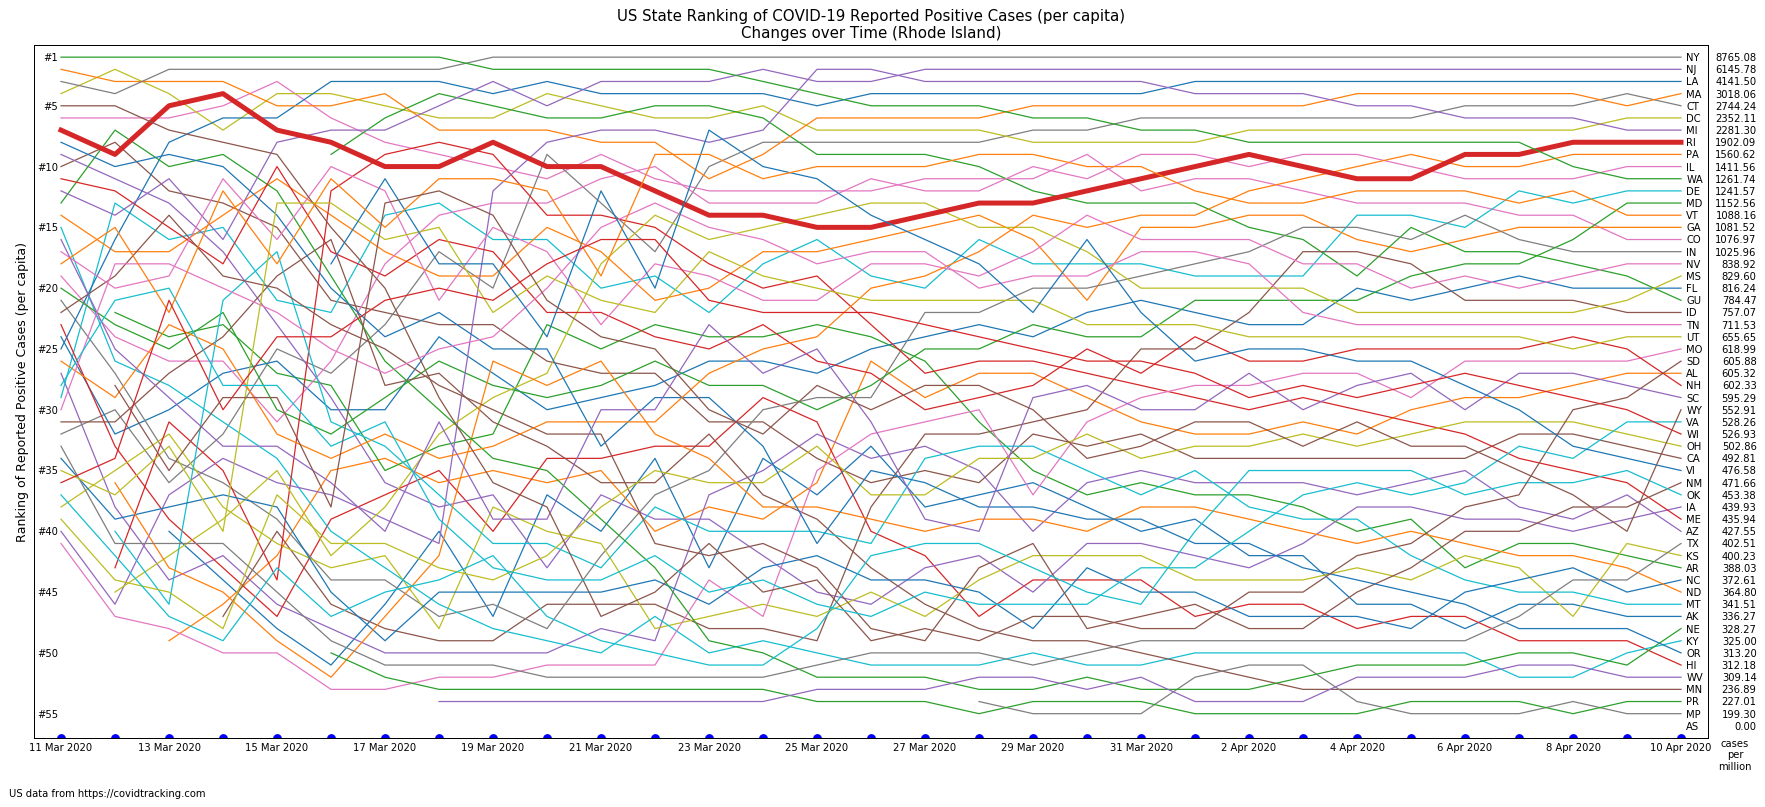 US State Ranking of COVID-19 Reported Positive Cases (per capita)
Changes over Time (Rhode Island)
Ranking of Reported Positive Cases (per capita)
#1
#5
#10
#15
#20
#25
#30
#35
#40
#45
#50
#55
NY 8765.08
NJ 6145.78
LA 4141.50
MA 3018.06
CT 2744.24
DC 2352.11
MI 2281.30
RI 1902.09
PA 1560.62
IL 1411.56
WA 1261.74
DE 1241.57
MD 1152.56
VT 1088.16
GA 1081.52
CO 1076.97
IN 1025.96
NV 838.92
MS 829.60
FL 816.24
GU 784.47
ID 757.07
TN 711.53
UT 655.65
MO 618.99
SD 605.88
AL 605.32
NH 602.33
SC 595.29
WY 552.91
VA 528.26
WI 526.93
OH 502.86
CA 492.81
VI 476.58
NM 471.66
OK 453.38
IA 439.93
ME 435.94
AZ 427.55
TX 402.51
KS 400.23
AR 388.03
NC 372.61
ND 364.80
MT 341.51
AK 336.27
NE 328.27
KY 325.00
OR 313.20
HI 312.18
WV 309.14
MN 236.89
PR 227.01
MP 199.30
AS 0.00
11 Mar 2020 13 Mar 2020 15 Mar 2020 17 Mar 2020 19 Mar 2020 21 Mar 2020 23 Mar 2020 25 Mar 2020 27 Mar 2020 29 Mar 2020 31 Mar 2020 2 Apr 2020 4 Apr 2020 6 Apr 2020 8 Apr 2020 10 Apr 2020
cases
per
million
US data from https://covidtracking.com